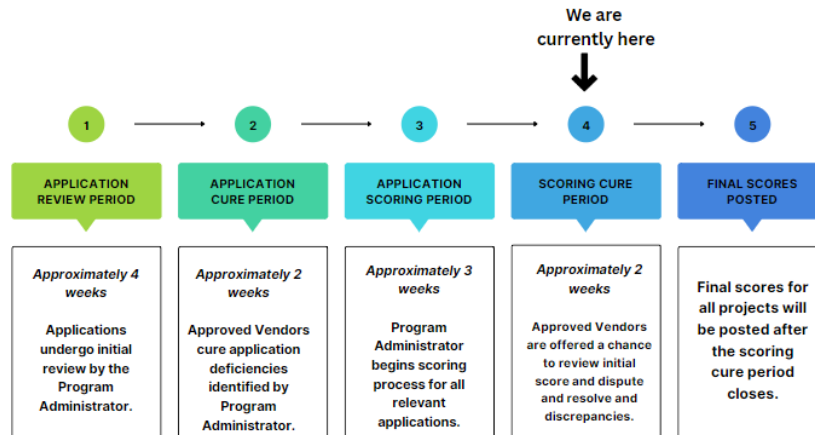 We are
currently here
1
2
3
4
5
APPLICATION
REVIEW PERIOD
APPLICATION
CURE PERIOD
APPLICATION
SCORING PERIOD
SCORING CURE
PERIOD
FINAL SCORES
POSTED
Approximately 4
weeks
Applications
undergo initial
review by the
Program
Administrator.
Approximately 2
weeks
Approved Vendors
cure application
deficiencies
identified by
Program
Administrator.
Approximately 3
weeks
Program
Administrator
begins scoring
process for all
relevant
applications.
Approximately 2
weeks
Approved Vendors
are offered a chance
to review initial
score and dispute
and resolve and
discrepancies.
Final scores for
all projects will
be posted after
the scoring
cure period
closes.